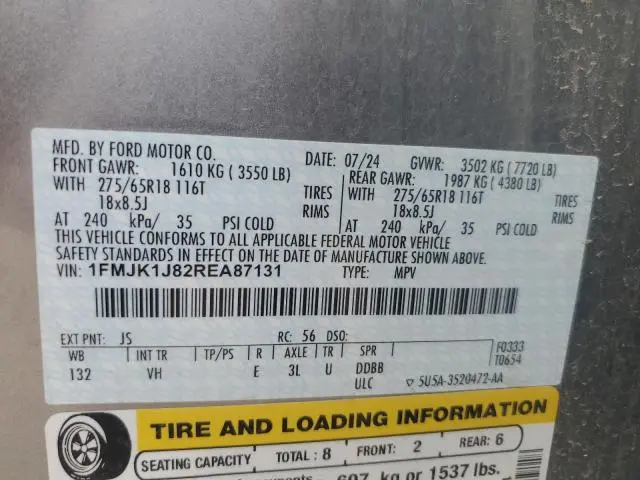 MFD. BY FORD MOTOR CO.
DATE: 07/24 GVWR: 3502 KG ( 7720 LB)
FRONT GAWR: 1610 KG ( 3550 LB)
REAR GAWR: 1987 KG ( 4380 LB)
WITH 275/65R18 116T TIRES
WITH 275/65R18 116T TIRES
18x8.5J RIMS
18x8.5J RIMS
AT 240 kPa/ 35 PSI COLD
AT 240 kPa/ 35 PSI COLD
THIS VEHICLE CONFORMS TO ALL APPLICABLE FEDERAL MOTOR VEHICLE
SAFETY STANDARDS IN EFFECT ON THE DATE OF MANUFACTURE SHOWN ABOVE.
VIN: 1FMJK1J82REA87131 TYPE: MPV
EXT PNT: JS RC: 56 DSO:
WB INT TR TP/PS R AXLE TR SPR
F0333
T0654
132 VH E 3L U DDBB
ULC ▽ 5U5A-3520472-AA
TIRE AND LOADING INFORMATION
SEATING CAPACITY TOTAL : 8 FRONT: 2 REAR: 6
697 kg or 1537 lbs.